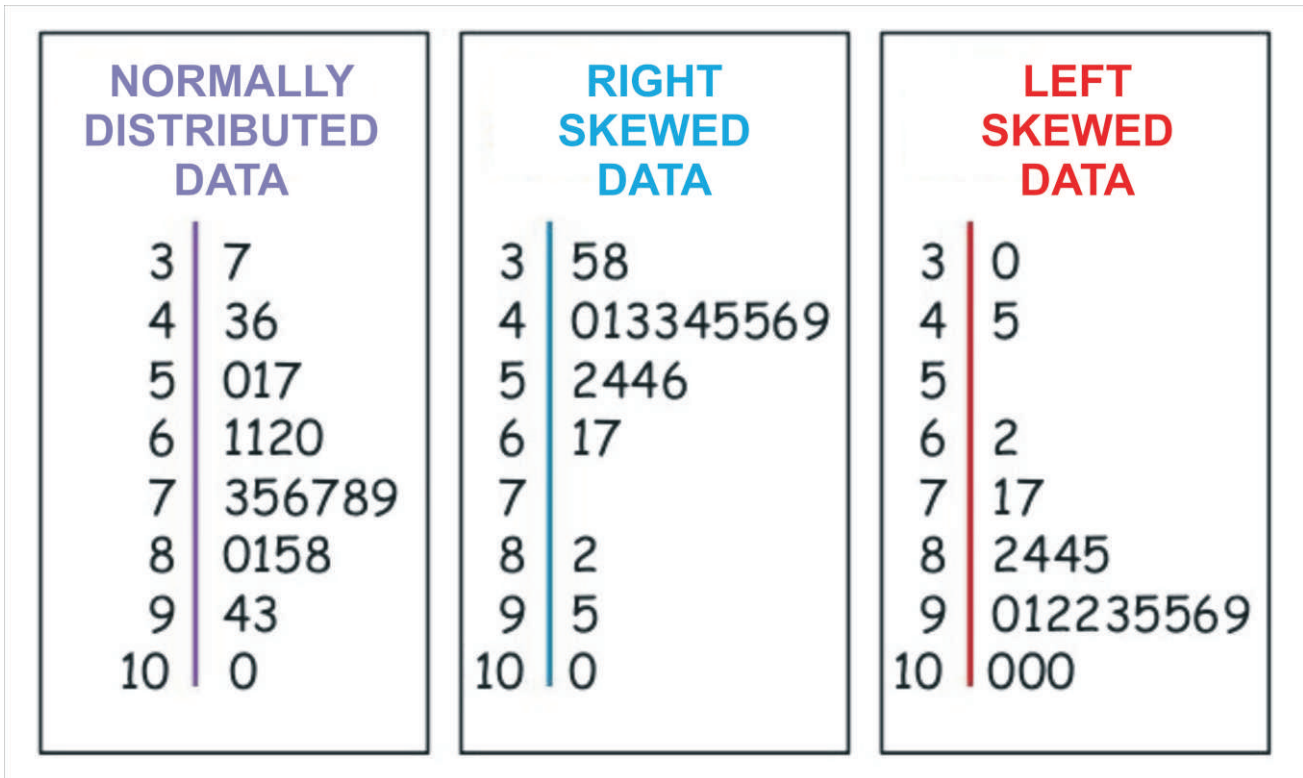 NORMALLY
DISTRIBUTED
DATA
3 7
4 36
5 017
6 1120
7 356789
8 0158
9 43
10 0
RIGHT
SKEWED
DATA
3 58
4 013345569
5 2446
6 17
7
8 2
9 5
10 0
LEFT
SKEWED
DATA
3 0
4 5
5
6 2
7 17
8 2445
9 012235569
10 000